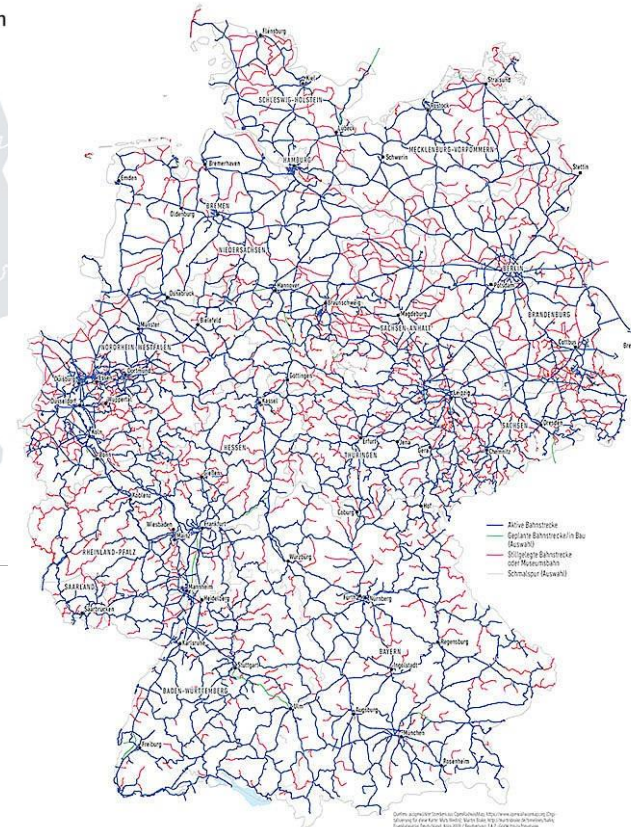 n
Flensburg
Kiel
SCHLESWIG-HOLSTEIN
Stralsund
Rostock
Lübeck
MECKLENBURG-VORPOMMERN
Bremerhaven
HAMBURG
Schwerin
Stettin
Emden
Oldenburg
BREMEN
NIEDERSACHSEN
BERLIN
Osnabrück
Hannover
Potsdam
Braunschweig
BRANDENBURG
Münster
Bielefeld
Magdeburg
SACHSEN-ANHALT
Cottbus
Bre
NORDRHEIN-WESTFALEN
Dortmund
Duisburg
Essen
Göttingen
Düsseldorf
Wuppertal
Kassel
Leipzig
Köln
SACHSEN
Dresden
Bonn
HESSEN
Erfurt
Jena
Gera
Chemnitz
THÜRINGEN
Gießen
Koblenz
Coburg
Hof
Wiesbaden
Frankfurt
Mainz
RHEINLAND-PFALZ
Würzburg
SAARLAND
Mannheim
Heidelberg
Fürth
Nürnberg
Saarbrücken
Karlsruhe
BAYERN
Regensburg
Stuttgart
Ingolstadt
BADEN-WÜRTTEMBERG
Ulm
Augsburg
München
Freiburg
Rosenheim
Aktive Bahnstrecke
Geplante Bahnstrecke/in Bau
(Auswahl)
Stillgelegte Bahnstrecke
oder Museumsbahn
Schmalspur (Auswahl)